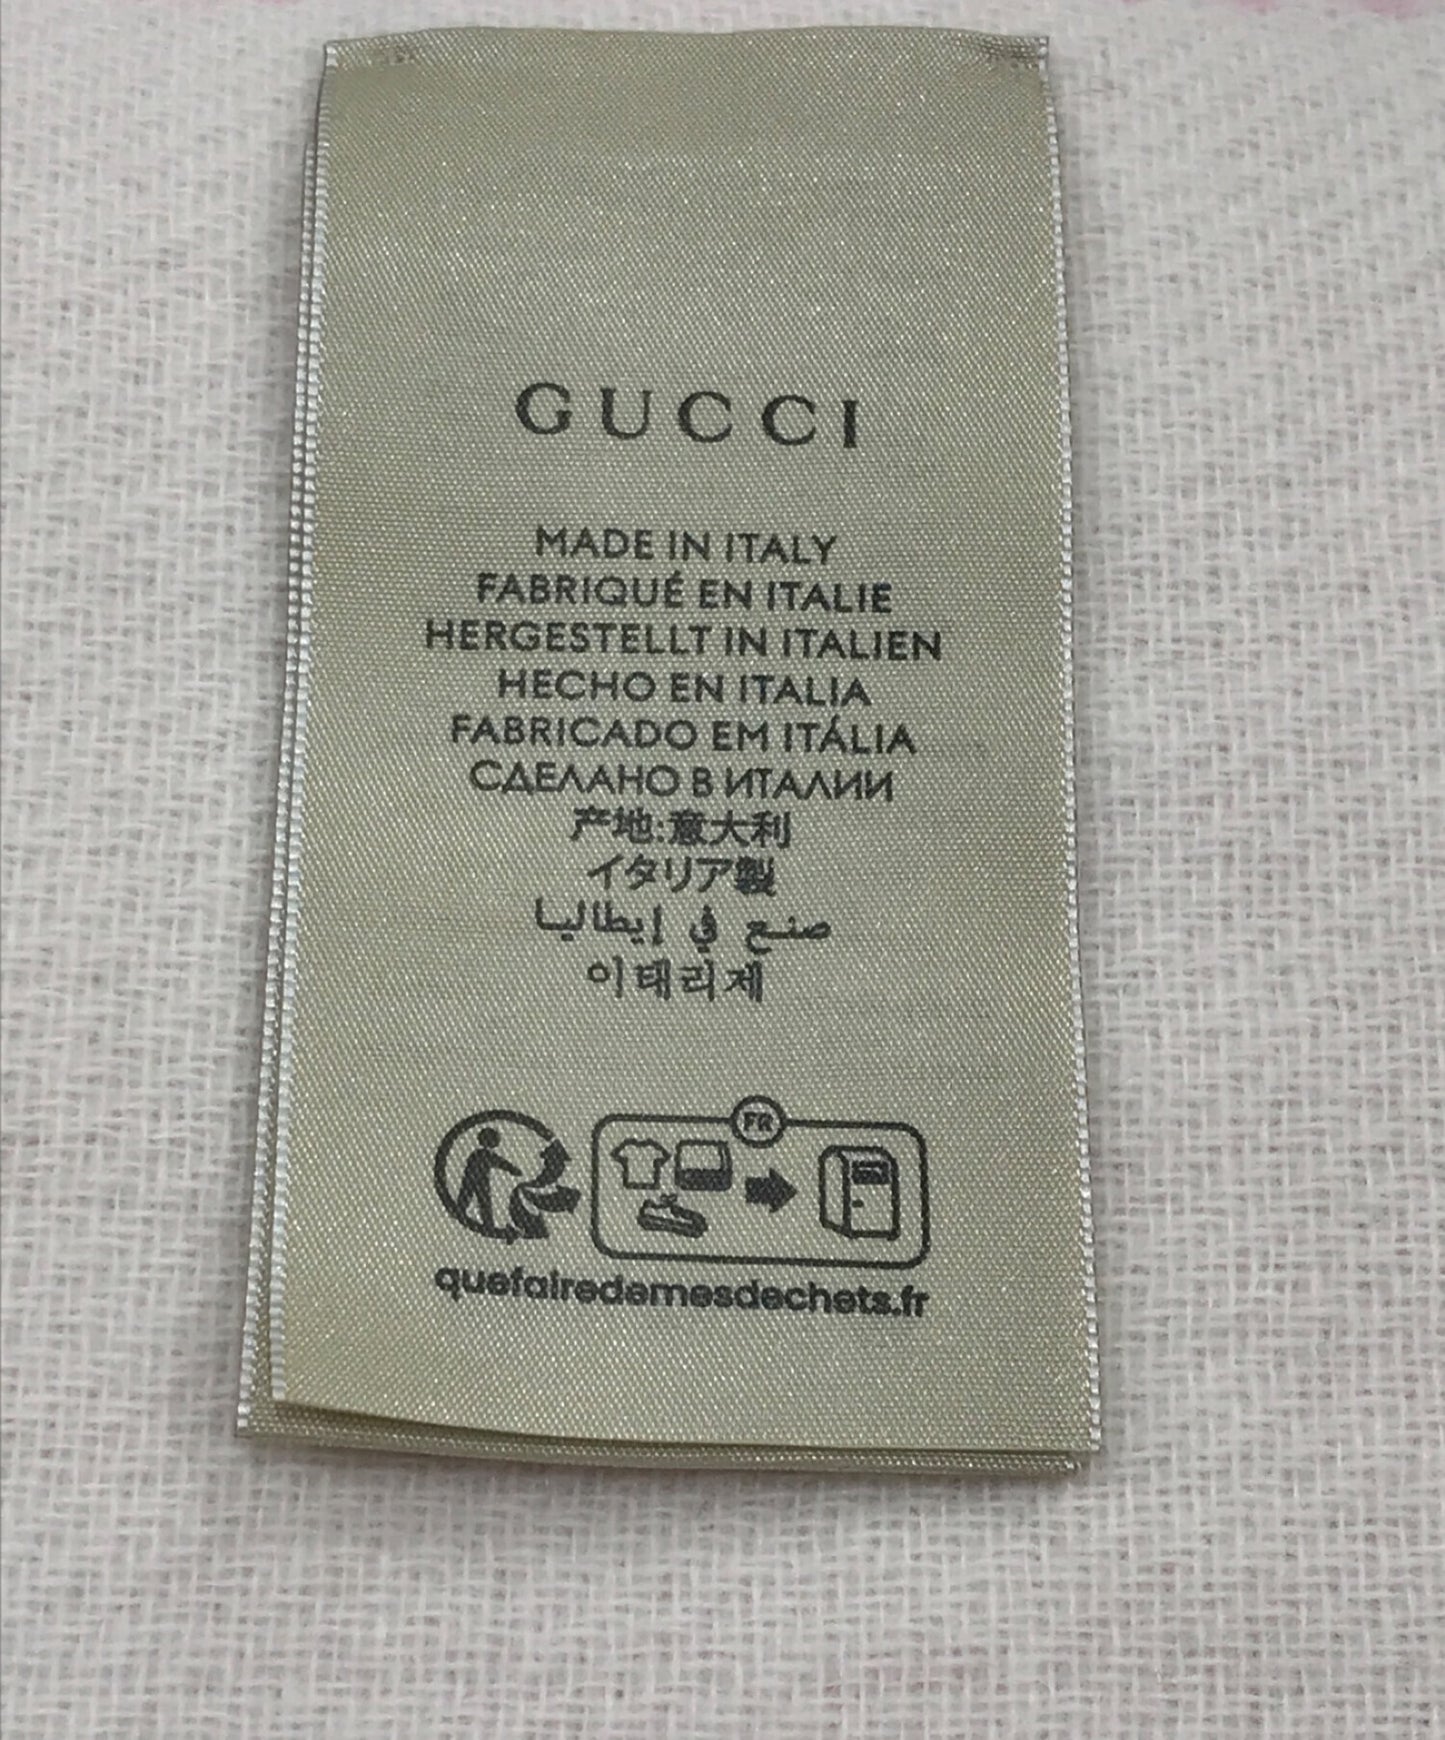 GUCCI
MADE IN ITALY
FABRIQUÉ EN ITALIE
HERGESTELLT IN ITALIEN
HECHO EN ITALIA
FABRICADO EM ITÁLIA
СДЕЛАНО В ИТАЛИИ
产地:意大利
イタリア製
صنع في إيطاليا
이태리제
FR
quefairedemesdechets.fr